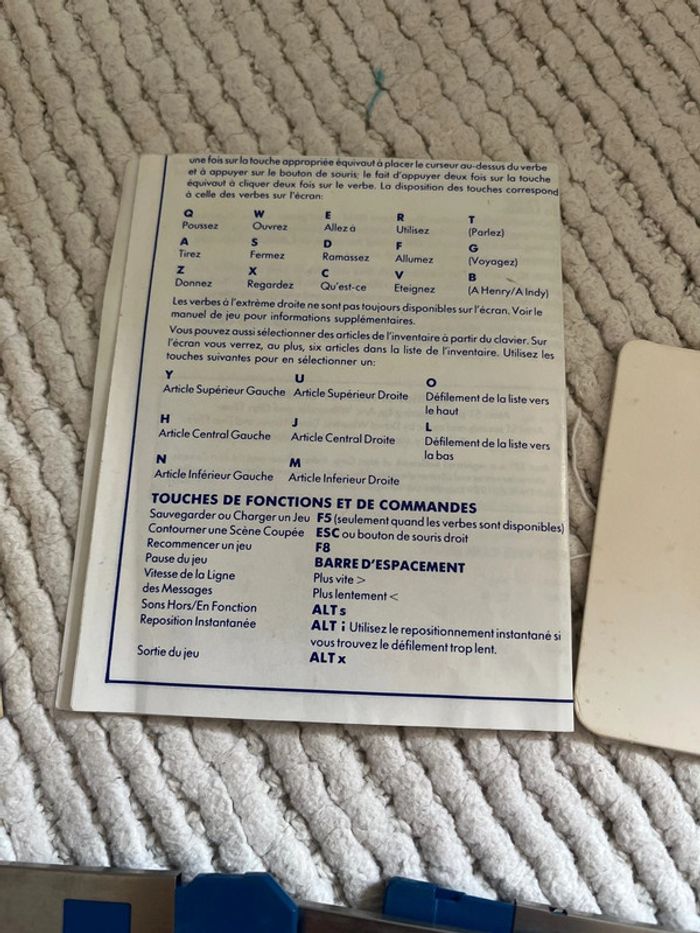 une fois sur la touche appropriée équivaut à placer le curseur au-dessus du verbe
et à appuyer sur le bouton de souris; le fait d'appuyer deux fois sur la touche
équivaut à cliquer deux fois sur le verbe. La disposition des touches correspond
à celle des verbes sur l'écran:
Q W E R T
Poussez Ouvrez Allez à Utilisez (Parlez)
A S D F G
Tirez Fermez Ramassez Allumez (Voyagez)
Z X C V B
Donnez Regardez Qu'est-ce Eteignez (A Henry/A Indy)
Les verbes à l'extrème droite ne sont pas toujours disponibles sur l'écran. Voir le
manuel de jeu pour informations supplémentaires.
Vous pouvez aussi sélectionner des articles de l'inventaire à partir du clavier. Sur
l'écran vous verrez, au plus, six articles dans la liste de l'inventaire. Utilisez les
touches suivantes pour en sélectionner un:
Y U O
Article Supérieur Gauche Article Supérieur Droite Défilement de la liste vers
le haut
H J L
Article Central Gauche Article Central Droite Défilement de la liste vers
la bas
N M
Article Inférieur Gauche Article Inferieur Droite
TOUCHES DE FONCTIONS ET DE COMMANDES
Sauvegarder ou Charger un Jeu F5 (seulement quand les verbes sont disponibles)
Contourner une Scène Coupée ESC ou bouton de souris droit
Recommencer un jeu F8
Pause du jeu BARRE D'ESPACEMENT
Vitesse de la Ligne Plus vite >
des Messages Plus lentement <
Sons Hors/En Fonction ALT s
Reposition Instantanée ALT i Utilisez le repositionnement instantané si
vous trouvez le défilement trop lent.
Sortie du jeu ALT x